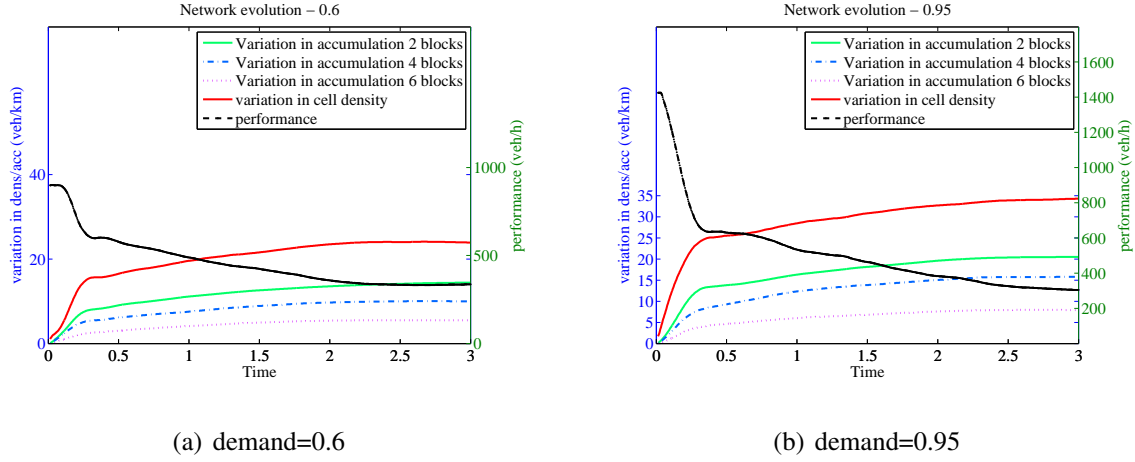 Network evolution – 0.6
Variation in accumulation 2 blocks
Variation in accumulation 4 blocks
Variation in accumulation 6 blocks
variation in cell density
performance
variation in dens/acc (veh/km)
40
30
20
10
0
performance (veh/h)
1000
500
0
0 0.5 1 1.5 2 2.5 3
Time
(a) demand=0.6
Network evolution – 0.95
Variation in accumulation 2 blocks
Variation in accumulation 4 blocks
Variation in accumulation 6 blocks
variation in cell density
performance
variation in dens/acc (veh/km)
35
30
25
20
15
10
5
0
performance (veh/h)
1600
1400
1200
1000
800
600
400
200
0 0.5 1 1.5 2 2.5 3
Time
(b) demand=0.95